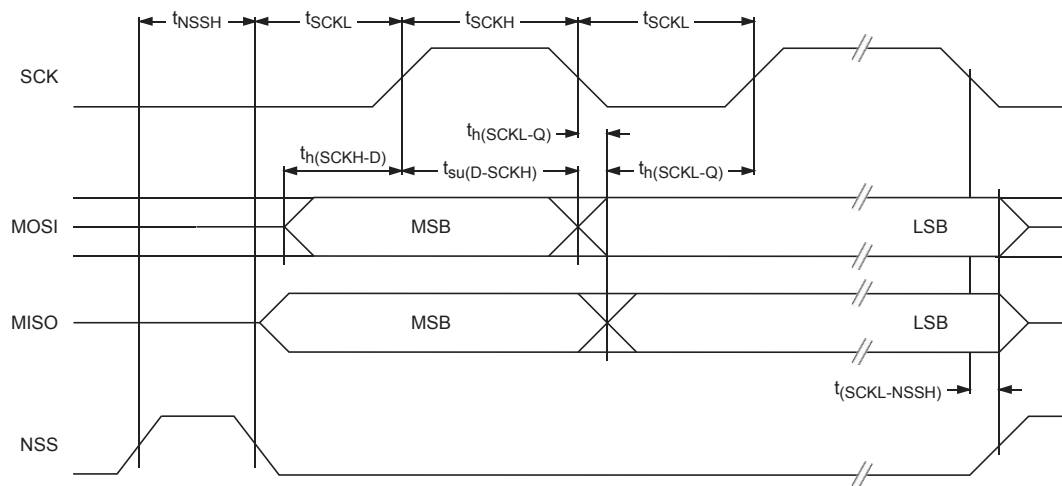 tNSSH tSCKL tSCKH tSCKL
SCK
th(SCKL-Q)
th(SCKH-D) tsu(D-SCKH) th(SCKL-Q)
MOSI MSB LSB
MISO MSB LSB
t(SCKL-NSSH)
NSS